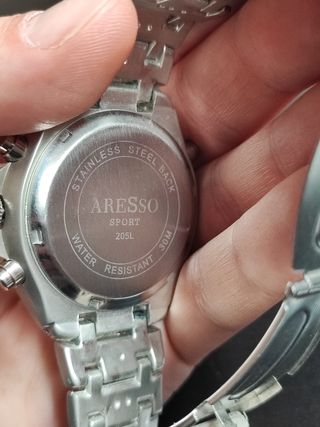 STAINLESS STEEL BACK
ARESSO
SPORT
205L
WATER RESISTANT 30M